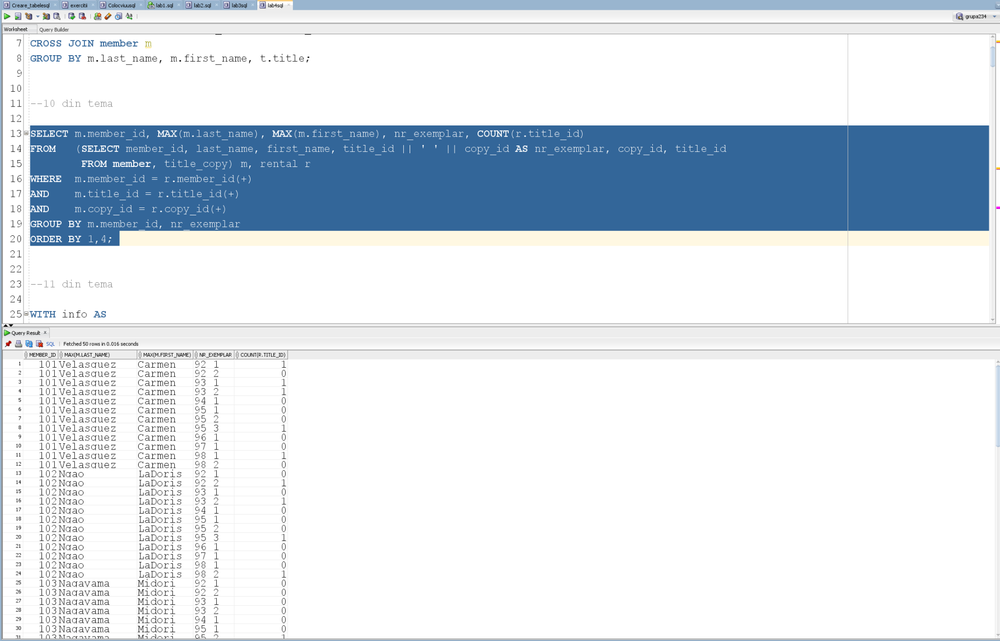 Creare_tabelesql
exercitii
Colocviuusql
lab1.sql
lab2.sql
lab3sql
lab4sql
grupa234
Worksheet
Query Builder
7 CROSS JOIN member m
8 GROUP BY m.last_name, m.first_name, t.title;
9
10
11 --10 din tema
12
13 SELECT m.member_id, MAX(m.last_name), MAX(m.first_name), nr_exemplar, COUNT(r.title_id)
14 FROM (SELECT member_id, last_name, first_name, title_id || ' ' || copy_id AS nr_exemplar, copy_id, title_id
15 FROM member, title_copy) m, rental r
16 WHERE m.member_id = r.member_id(+)
17 AND m.title_id = r.title_id(+)
18 AND m.copy_id = r.copy_id(+)
19 GROUP BY m.member_id, nr_exemplar
20 ORDER BY 1,4;
21
22
23 --11 din tema
24
25 WITH info AS
Query Result
SQL | Fetched 50 rows in 0.016 seconds
MEMBER_ID MAX(M.LAST_NAME) MAX(M.FIRST_NAME) NR_EXEMPLAR COUNT(R.TITLE_ID)
1 101 Velasquez Carmen 92 1 1
2 101 Velasquez Carmen 92 2 0
3 101 Velasquez Carmen 93 1 1
4 101 Velasquez Carmen 93 2 1
5 101 Velasquez Carmen 94 1 0
6 101 Velasquez Carmen 95 1 0
7 101 Velasquez Carmen 95 2 0
8 101 Velasquez Carmen 95 3 1
9 101 Velasquez Carmen 96 1 0
10 101 Velasquez Carmen 97 1 0
11 101 Velasquez Carmen 98 1 1
12 101 Velasquez Carmen 98 2 0
13 102 Ngao LaDoris 92 1 0
14 102 Ngao LaDoris 92 2 1
15 102 Ngao LaDoris 93 1 0
16 102 Ngao LaDoris 93 2 1
17 102 Ngao LaDoris 94 1 0
18 102 Ngao LaDoris 95 1 0
19 102 Ngao LaDoris 95 2 0
20 102 Ngao LaDoris 95 3 1
21 102 Ngao LaDoris 96 1 0
22 102 Ngao LaDoris 97 1 0
23 102 Ngao LaDoris 98 1 0
24 102 Ngao LaDoris 98 2 1
25 103 Nagayama Midori 92 1 0
26 103 Nagayama Midori 92 2 0
27 103 Nagayama Midori 93 1 0
28 103 Nagayama Midori 93 2 0
29 103 Nagayama Midori 94 1 0
30 103 Nagayama Midori 95 1 0
31 103 Nagayama Midori 95 2 1